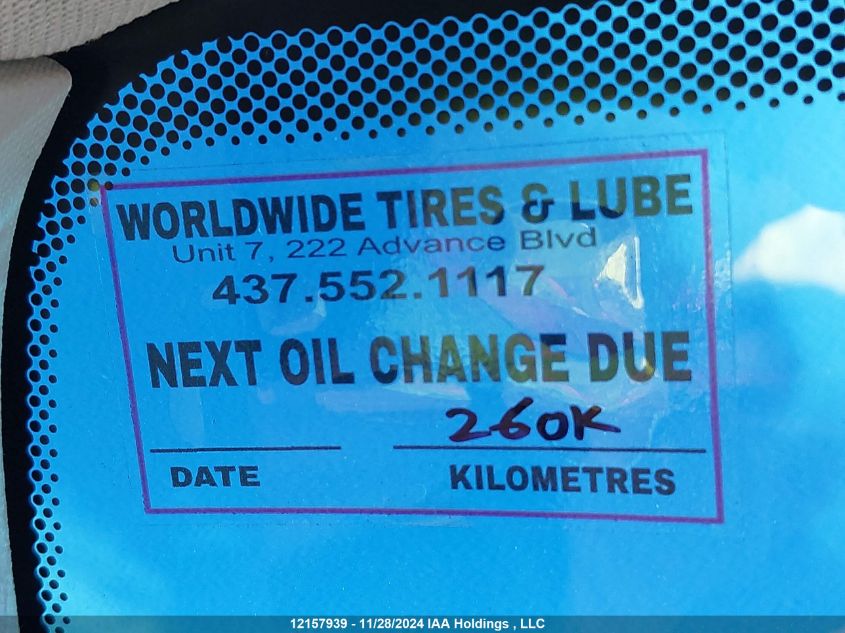 WORLDWIDE TIRES & LUBE
Unit 7, 222 Advance Blvd
437.552.1117
NEXT OIL CHANGE DUE
260K
DATE KILOMETRES
12157939 - 11/28/2024 IAA Holdings , LLC